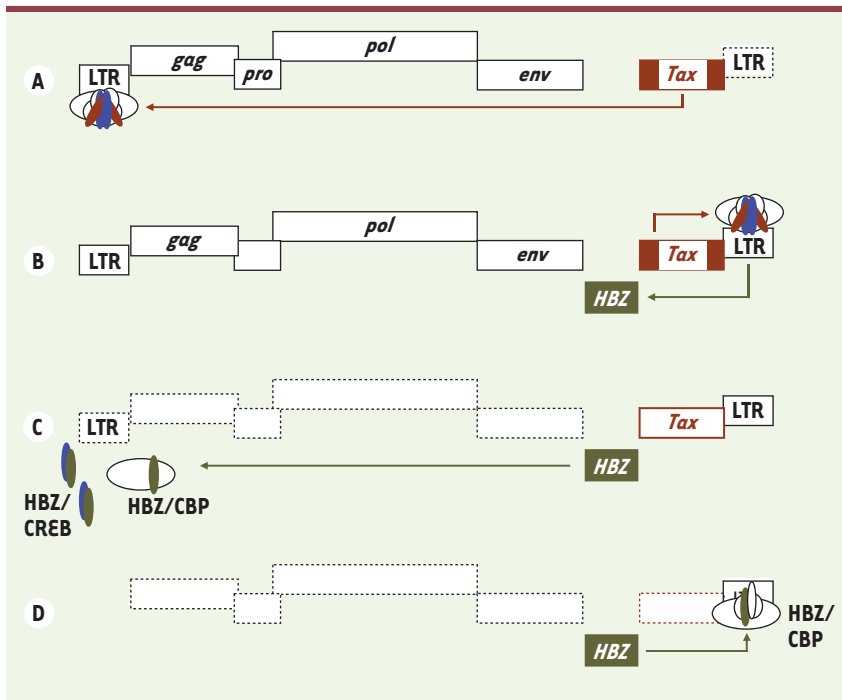 gag
pol
pro
env
LTR
Tax
LTR
A
gag
pol
env
LTR
Tax
LTR
B
HBZ
C
LTR
Tax
LTR
HBZ
HBZ/
CREB
HBZ/CBP
D
HBZ/
CBP
HBZ